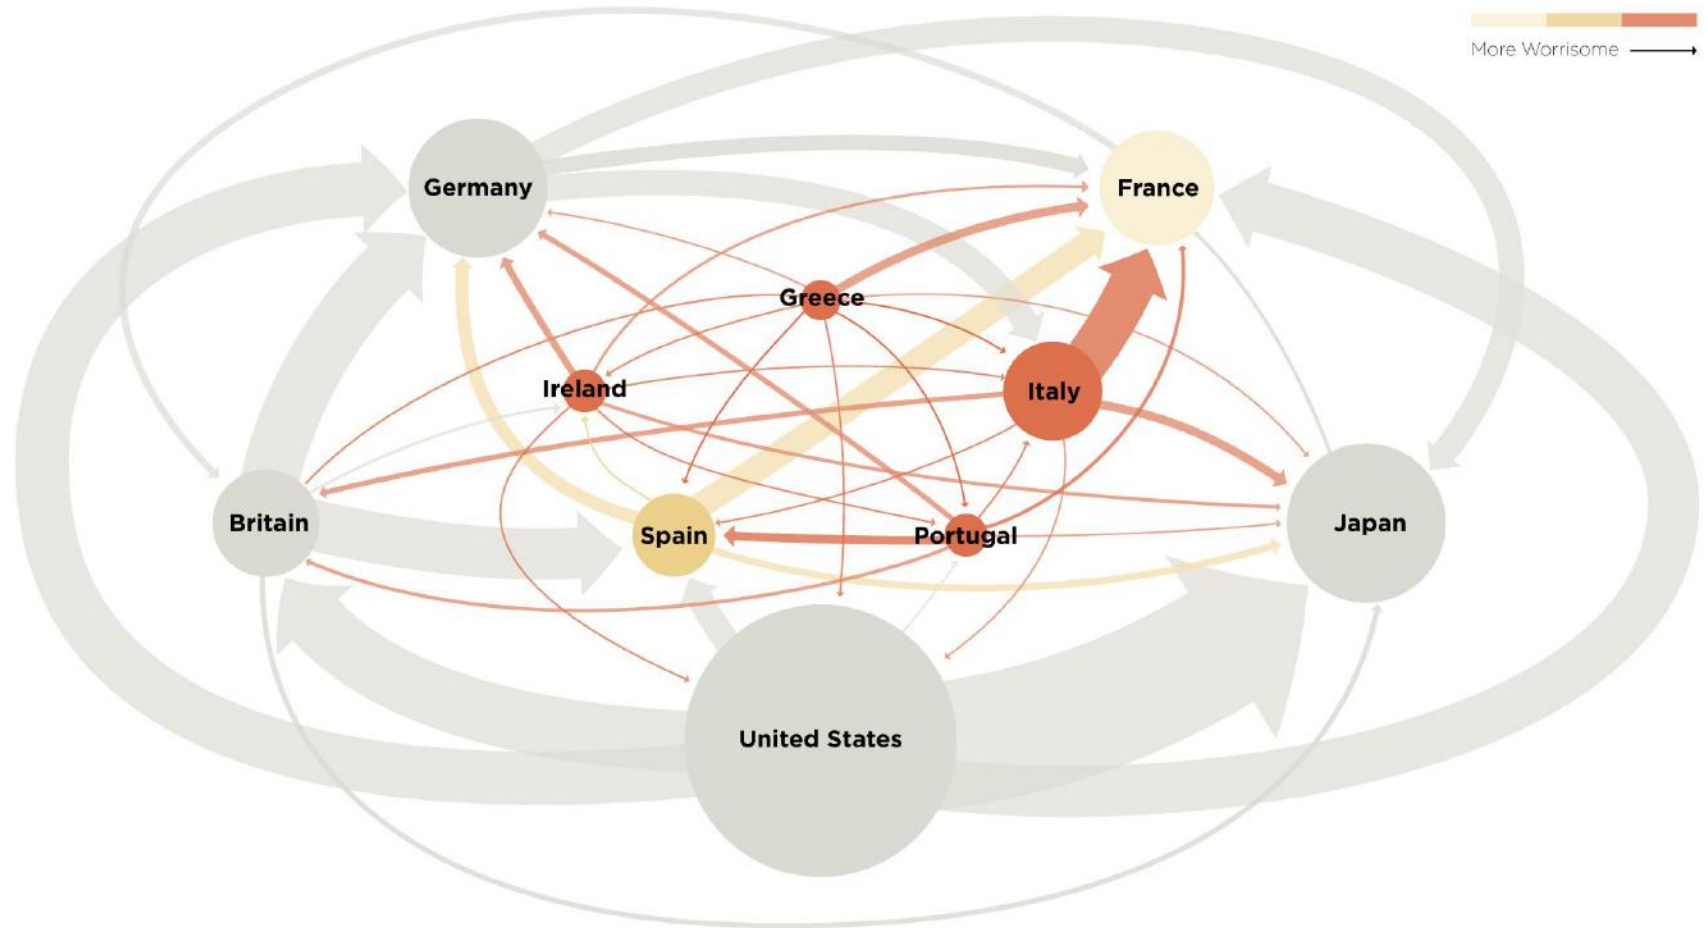 More Worrisome
Germany
France
Greece
Ireland
Italy
Britain
Spain
Portugal
Japan
United States